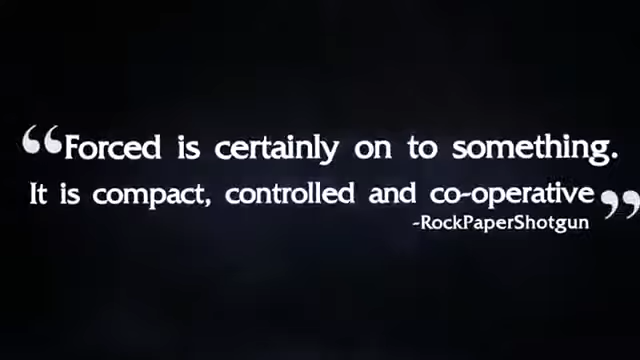 “Forced is certainly on to something.
It is compact, controlled and co-operative”
-RockPaperShotgun